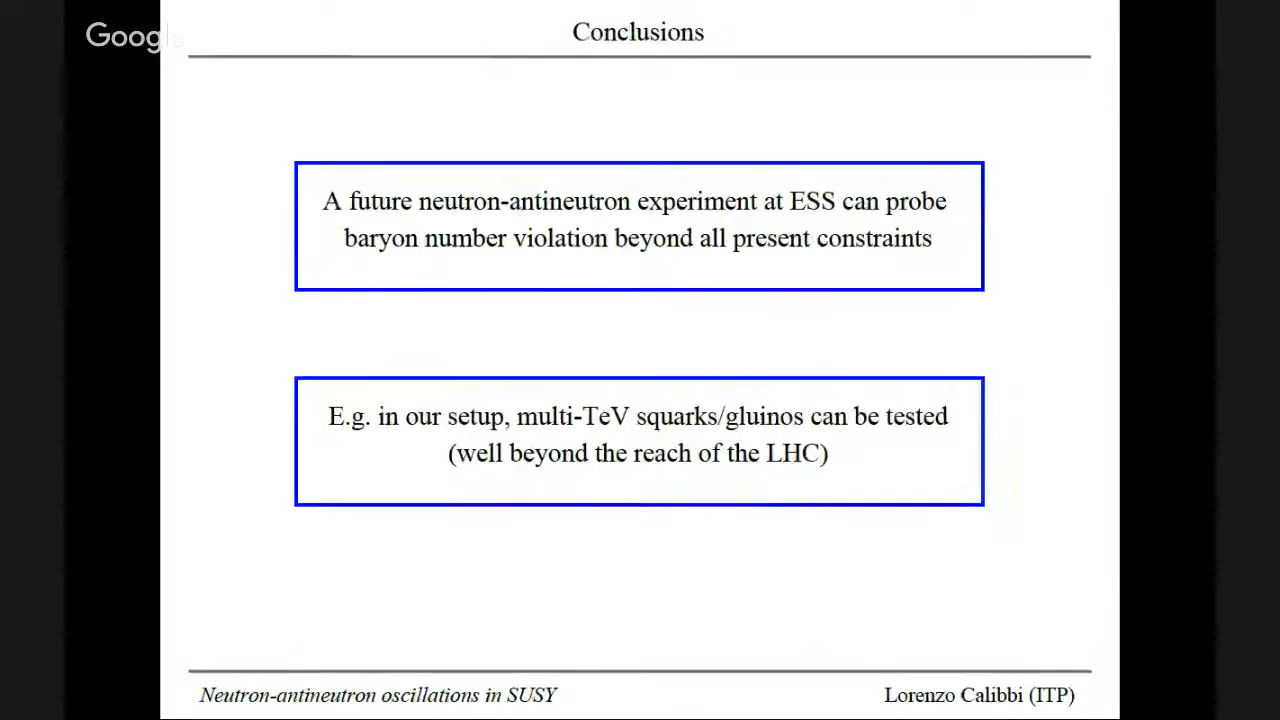 Google
Conclusions
A future neutron-antineutron experiment at ESS can probe
baryon number violation beyond all present constraints
E.g. in our setup, multi-TeV squarks/gluinos can be tested
(well beyond the reach of the LHC)
Neutron-antineutron oscillations in SUSY
Lorenzo Calibbi (ITP)